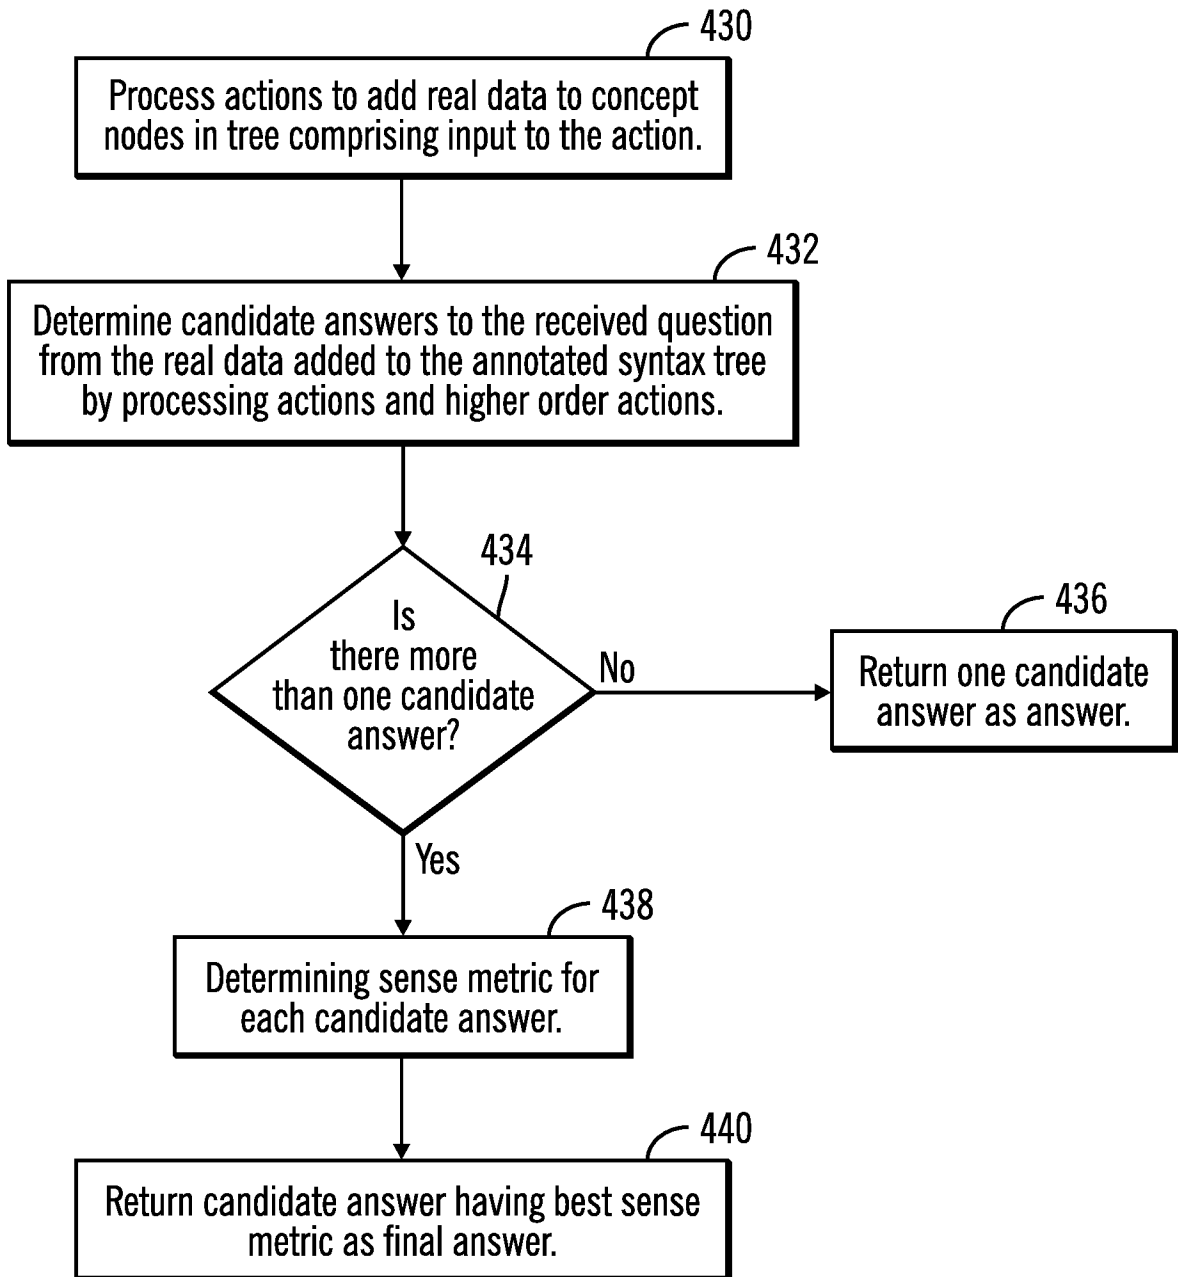 430
Process actions to add real data to concept
nodes in tree comprising input to the action.
432
Determine candidate answers to the received question
from the real data added to the annotated syntax tree
by processing actions and higher order actions.
434
Is
there more
than one candidate
answer?
No
436
Return one candidate
answer as answer.
Yes
438
Determining sense metric for
each candidate answer.
440
Return candidate answer having best sense
metric as final answer.